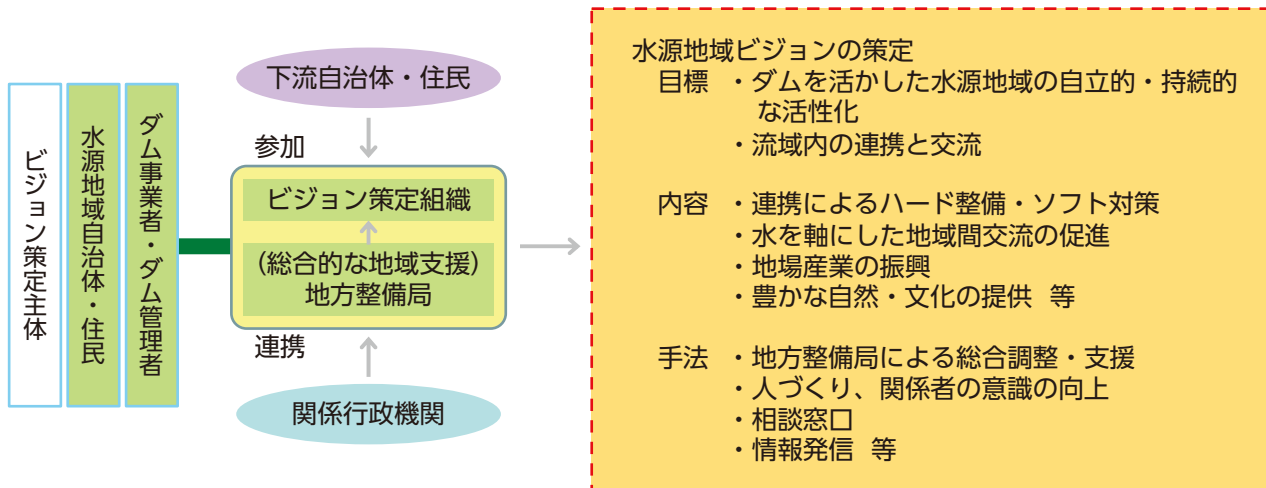 ビジョン策定主体
水源地域自治体・住民
ダム事業者・ダム管理者
下流自治体・住民
参加
ビジョン策定組織
(総合的な地域支援)
地方整備局
連携
関係行政機関
水源地域ビジョンの策定
目標 ・ダムを活かした水源地域の自立的・持続的
な活性化
・流域内の連携と交流
内容 ・連携によるハード整備・ソフト対策
・水を軸にした地域間交流の促進
・地場産業の振興
・豊かな自然・文化の提供 等
手法 ・地方整備局による総合調整・支援
・人づくり、関係者の意識の向上
・相談窓口
・情報発信 等